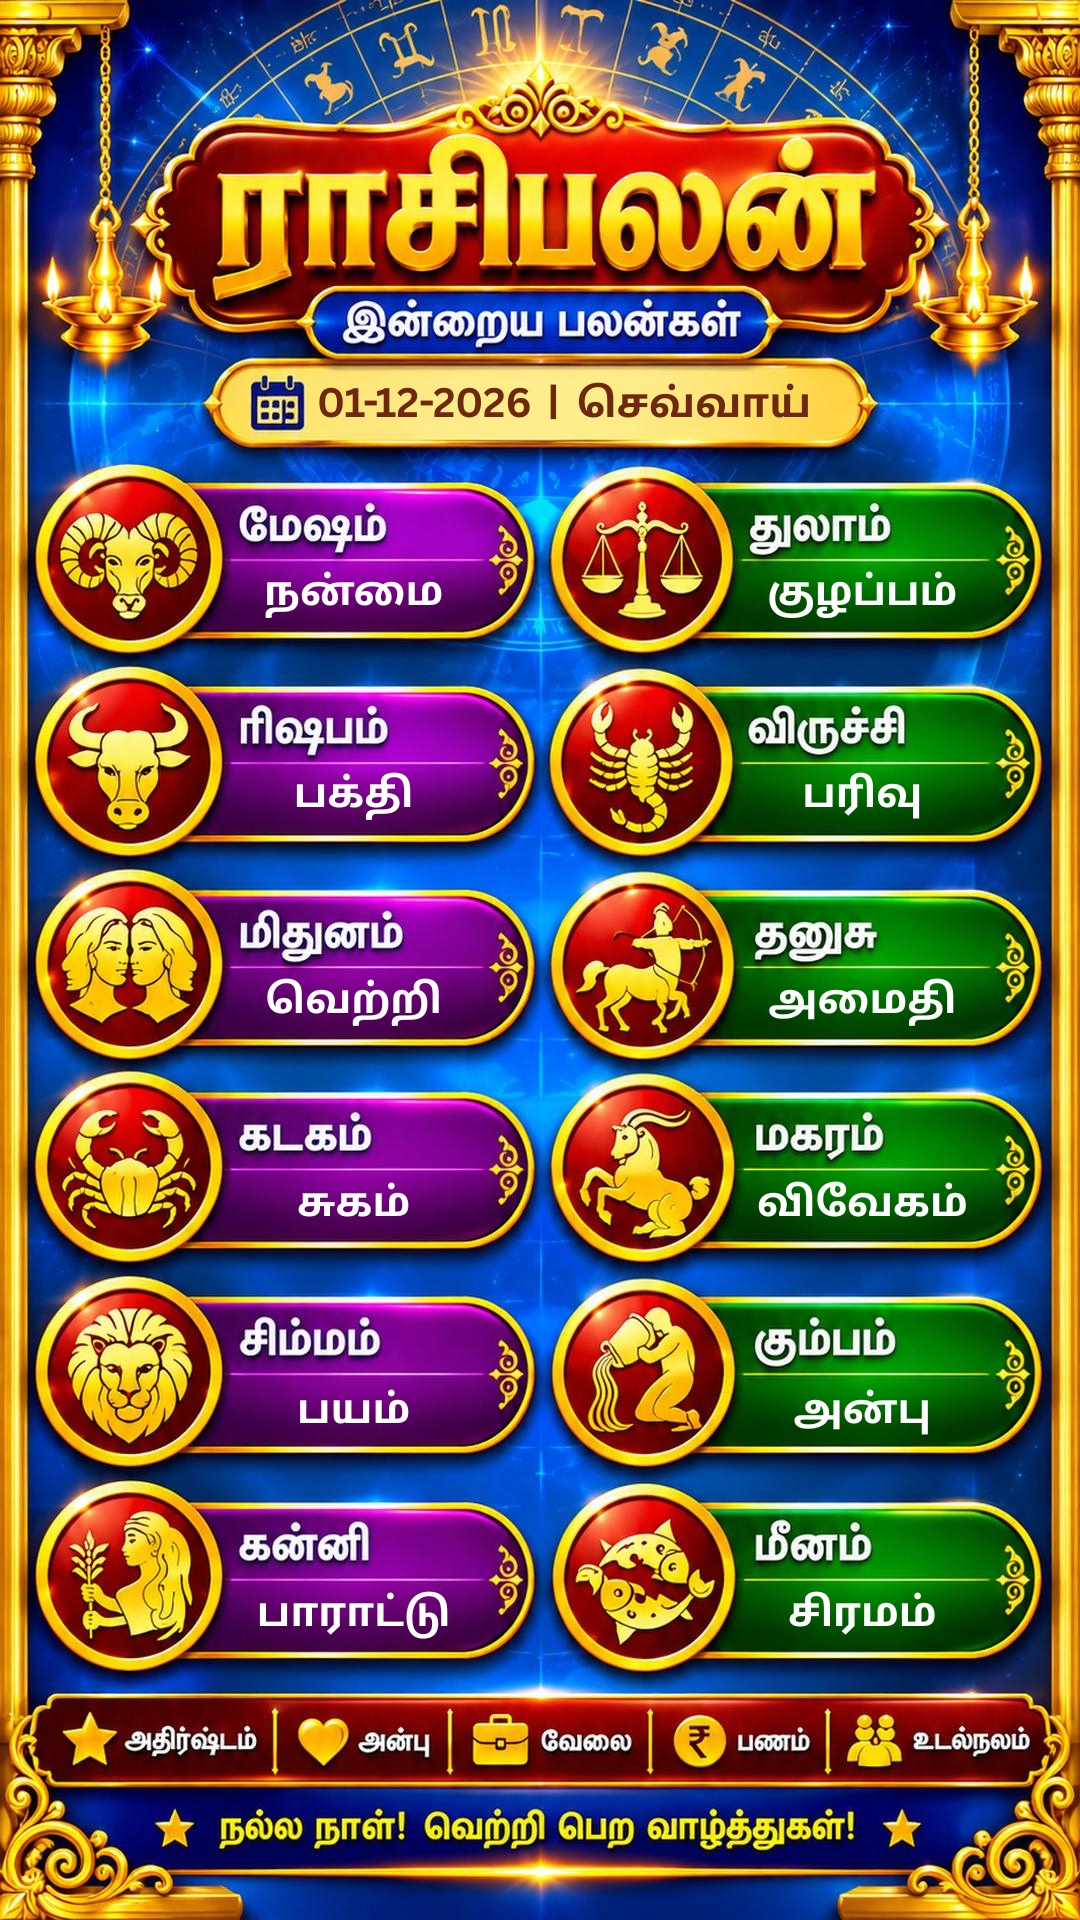 ராசிபலன்
இன்றைய பலன்கள்
01-12-2026 | செவ்வாய்
மேஷம்
நன்மை
துலாம்
குழப்பம்
ரிஷபம்
பக்தி
விருச்சி
பரிவு
மிதுனம்
வெற்றி
தனுசு
அமைதி
கடகம்
சுகம்
மகரம்
விவேகம்
சிம்மம்
பயம்
கும்பம்
அன்பு
கன்னி
பாராட்டு
மீனம்
சிரமம்
அதிர்ஷ்டம் அன்பு வேலை பணம் உடல்நலம்
நல்ல நாள்! வெற்றி பெற வாழ்த்துகள்!